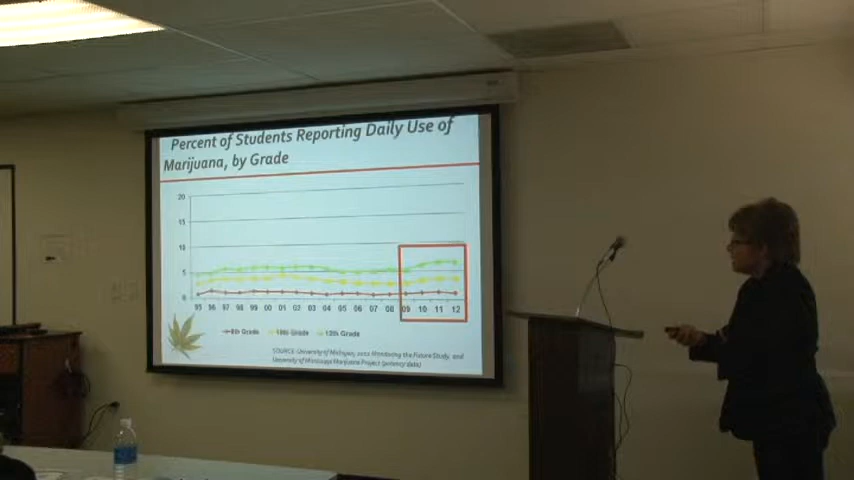 Percent of Students Reporting Daily Use of
Marijuana, by Grade
20
15
10
5
0
95 96 97 98 99 00 01 02 03 04 05 06 07 08 09 10 11 12
8th Grade 10th Grade 12th Grade
SOURCE: University of Michigan, 2012 Monitoring the Future Study, and
University of Mississippi Marijuana Project (potency data)